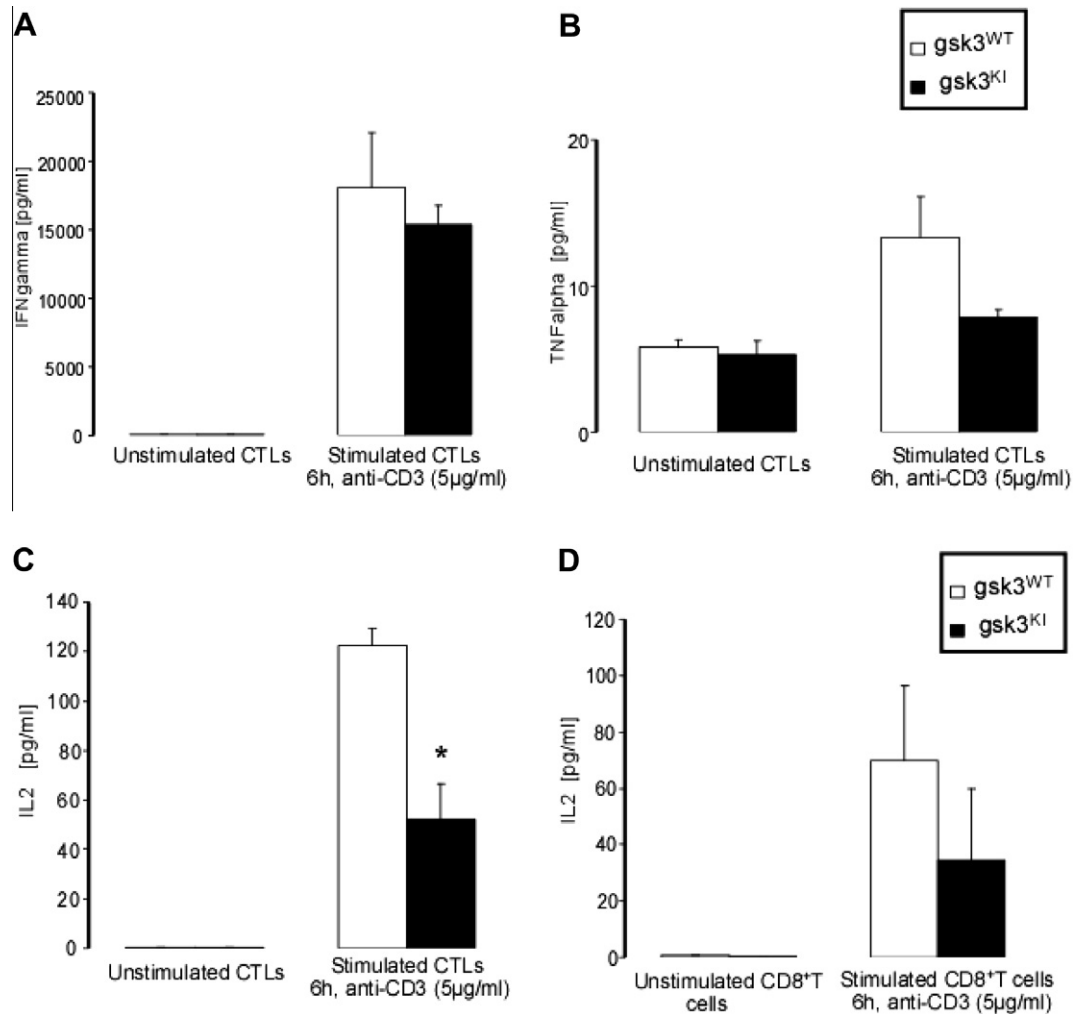 A
IFNgamma [pg/ml]
25000
20000
15000
10000
5000
0
Unstimulated CTLs
Stimulated CTLs
6h, anti-CD3 (5µg/ml)
B
gsk3WT
gsk3KI
TNFalpha [pg/ml]
20
10
0
Unstimulated CTLs
Stimulated CTLs
6h, anti-CD3 (5µg/ml)
C
IL2 [pg/ml]
140
120
100
80
60
40
20
0
*
Unstimulated CTLs
Stimulated CTLs
6h, anti-CD3 (5µg/ml)
D
gsk3WT
gsk3KI
IL2 [pg/ml]
120
100
80
60
40
20
0
Unstimulated CD8+T
cells
Stimulated CD8+T cells
6h, anti-CD3 (5µg/ml)